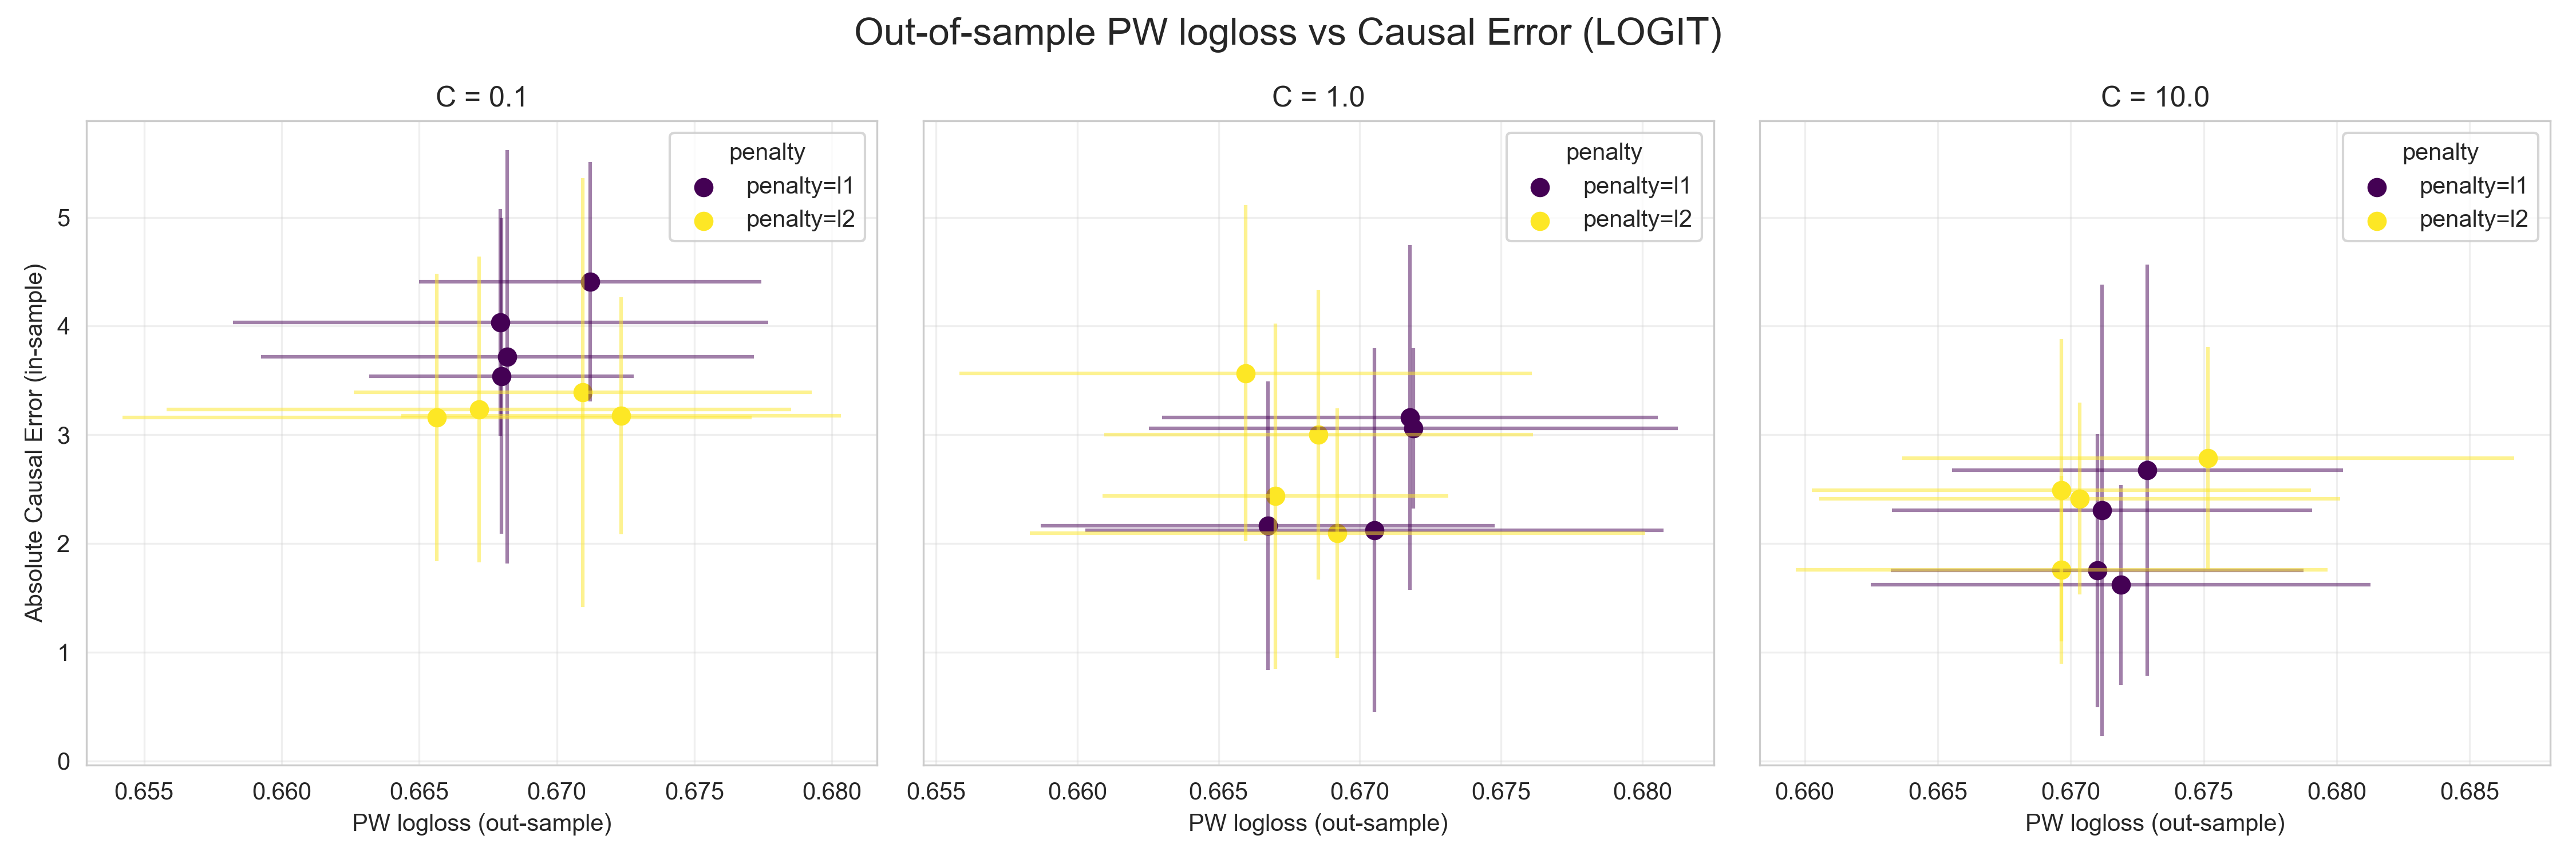 Out-of-sample PW logloss vs Causal Error (LOGIT)
C = 0.1
penalty
penalty=l1
penalty=l2
Absolute Causal Error (in-sample)
5
4
3
2
1
0
0.655 0.660 0.665 0.670 0.675 0.680
PW logloss (out-sample)
C = 1.0
penalty
penalty=l1
penalty=l2
0.655 0.660 0.665 0.670 0.675 0.680
PW logloss (out-sample)
C = 10.0
penalty
penalty=l1
penalty=l2
0.660 0.665 0.670 0.675 0.680 0.685
PW logloss (out-sample)